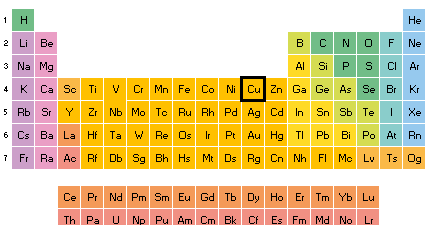 1 H He
2 Li Be B C N O F Ne
3 Na Mg Al Si P S Cl Ar
4 K Ca Sc Ti V Cr Mn Fe Co Ni Cu Zn Ga Ge As Se Br Kr
5 Rb Sr Y Zr Nb Mo Tc Ru Rh Pd Ag Cd In Sn Sb Te I Xe
6 Cs Ba La Hf Ta W Re Os Ir Pt Au Hg Tl Pb Bi Po At Rn
7 Fr Ra Ac Rf Db Sg Bh Hs Mt Ds Rg Cn Nh Fl Mc Lv Ts Og
Ce Pr Nd Pm Sm Eu Gd Tb Dy Ho Er Tm Yb Lu
Th Pa U Np Pu Am Cm Bk Cf Es Fm Md No Lr